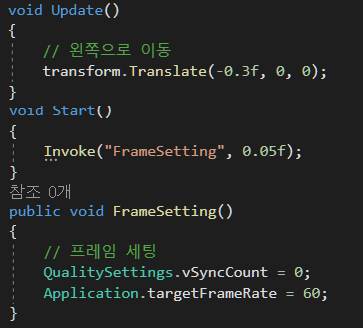 void Update()
{
    // 왼쪽으로 이동
    transform.Translate(-0.3f, 0, 0);
}
void Start()
{
    Invoke("FrameSetting", 0.05f);
}
참조 0개
public void FrameSetting()
{
    // 프레임 세팅
    QualitySettings.vSyncCount = 0;
    Application.targetFrameRate = 60;
}